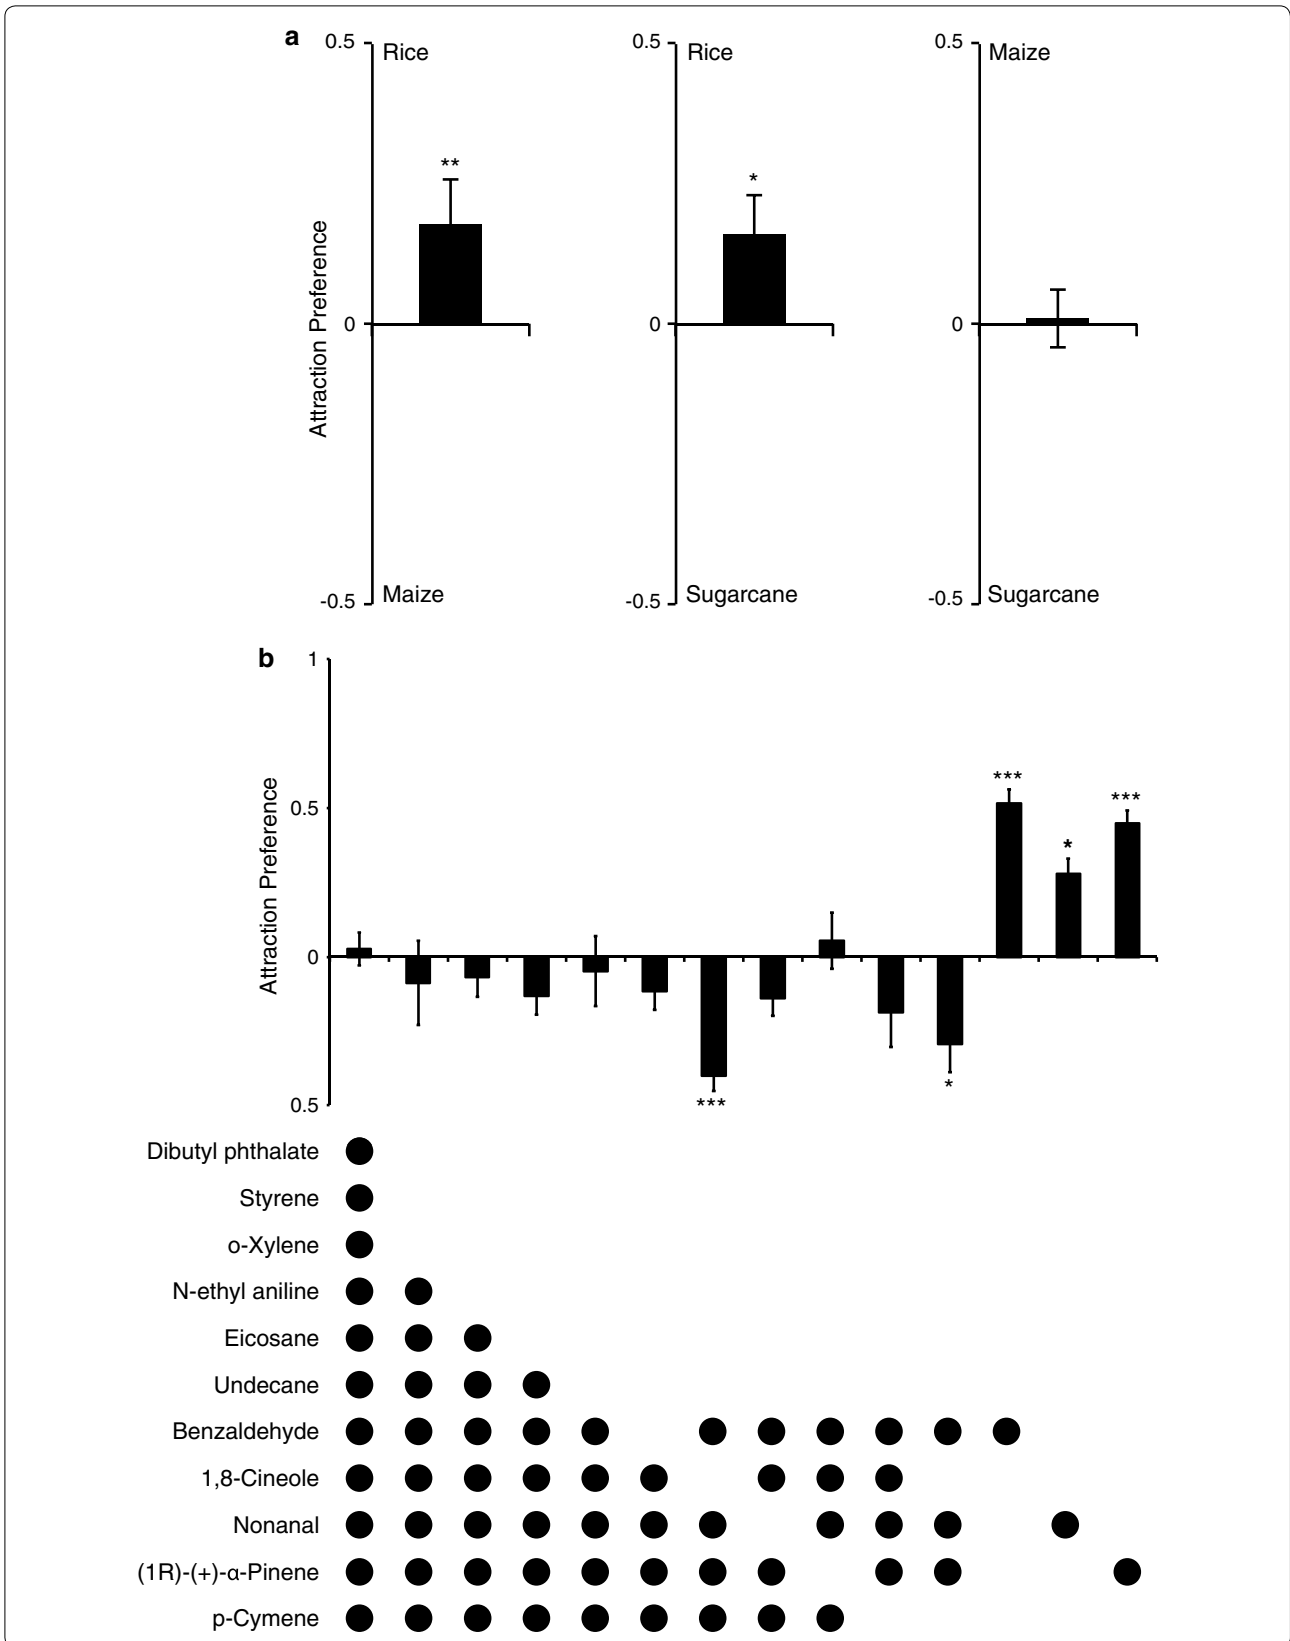 a
0.5 Rice 0.5 Rice 0.5 Maize
** *
Attraction Preference
0 0 0
-0.5 Maize -0.5 Sugarcane -0.5 Sugarcane
b
1
*** ***
0.5
*
Attraction Preference
0
*
0.5 ***
Dibutyl phthalate
Styrene
o-Xylene
N-ethyl aniline
Eicosane
Undecane
Benzaldehyde
1,8-Cineole
Nonanal
(1R)-(+)-α-Pinene
p-Cymene